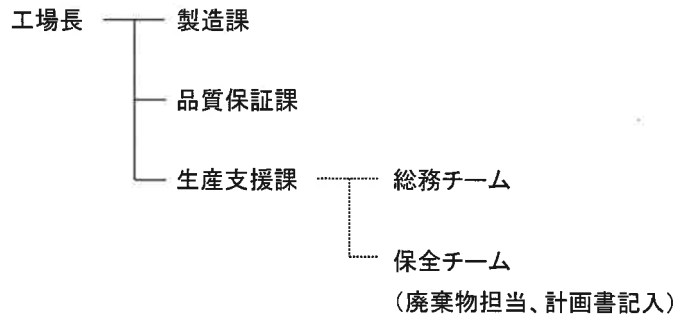 工場長
製造課
品質保証課
生産支援課
総務チーム
保全チーム
（廃棄物担当、計画書記入）